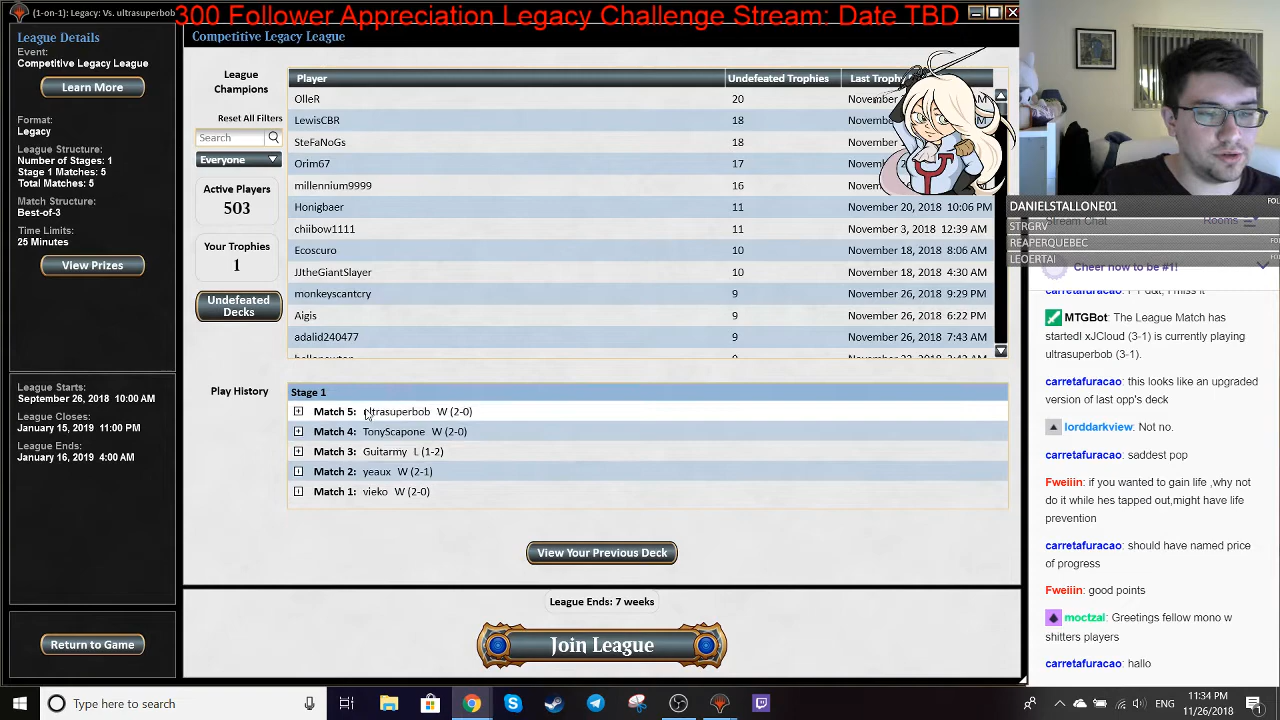 (1-on-1): Legacy: Vs. ultrasuperbob
300 Follower Appreciation Legacy Challenge Stream: Date TBD
League Details
Event:
Competitive Legacy League
Learn More
Format:
Legacy
League Structure:
Number of Stages: 1
Stage 1 Matches: 5
Total Matches: 5
Match Structure:
Best-of-3
Time Limits:
25 Minutes
View Prizes
League Starts:
September 26, 2018 10:00 AM
League Closes:
January 15, 2019 11:00 PM
League Ends:
January 16, 2019 4:00 AM
Return to Game
Competitive Legacy League
League
Champions
Reset All Filters
Search
Everyone
Active Players
503
Your Trophies
1
Undefeated
Decks
Player Undefeated Trophies Last Trophy
OlleR 20 November
LewisCBR 18 November
SteFaNoGs 18 November
Orim67 17 November
millennium9999 16 November
Honigbaer 11 November 20, 2018 10:06 PM
chiibow1111 11 November 3, 2018 12:39 AM
Ecoscuro 10 November 18, 2018 8:06 AM
JJtheGiantSlayer 10 November 18, 2018 4:30 AM
monkeyscantcry 9 November 26, 2018 9:29 PM
Aigis 9 November 26, 2018 6:22 PM
adalid240477 9 November 26, 2018 7:43 AM
Play History
Stage 1
Match 5: ultrasuperbob W (2-0)
Match 4: TonyScapone W (2-0)
Match 3: Guitarmy L (1-2)
Match 2: yeaux W (2-1)
Match 1: vieko W (2-0)
View Your Previous Deck
League Ends: 7 weeks
Join League
DANIELSTALLONE01 FOL
Stream Chat Rooms
STRGRV
REAPERQUEBEC
LEOERTAI
Cheer now to be #1!
carretafuracao: I miss it
MTGBot: The League Match has
started! xJCloud (3-1) is currently playing
ultrasuperbob (3-1).
carretafuracao: this looks like an upgraded
version of last opp's deck
lorddarkview: Not no.
carretafuracao: saddest pop
Fweiiin: if you wanted to gain life ,why not
do it while hes tapped out,might have life
prevention
carretafuracao: should have named price
of progress
Fweiiin: good points
moctzal: Greetings fellow mono w
shitters players
carretafuracao: hallo
Type here to search
11:34 PM
11/26/2018